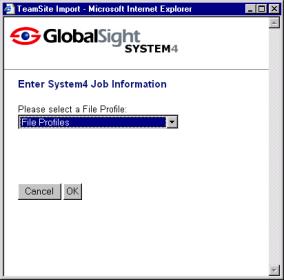 TeamSite Import - Microsoft Internet Explorer
GlobalSight
SYSTEM4
Enter System4 Job Information
Please select a File Profile:
File Profiles
Cancel OK